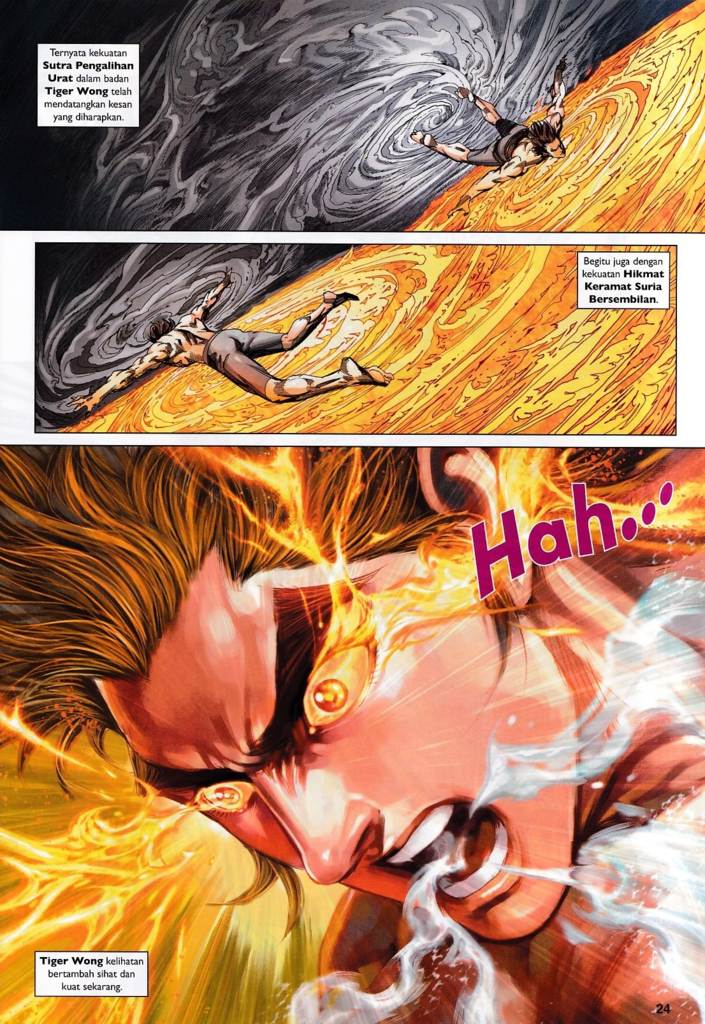 Ternyata kekuatan
Sutra Pengalihan
Urat dalam badan
Tiger Wong telah
mendatangkan kesan
yang diharapkan.
Begitu juga dengan
kekuatan Hikmat
Keramat Suria
Bersembilan.
Hah...
Tiger Wong kelihatan
bertambah sihat dan
kuat sekarang.
24